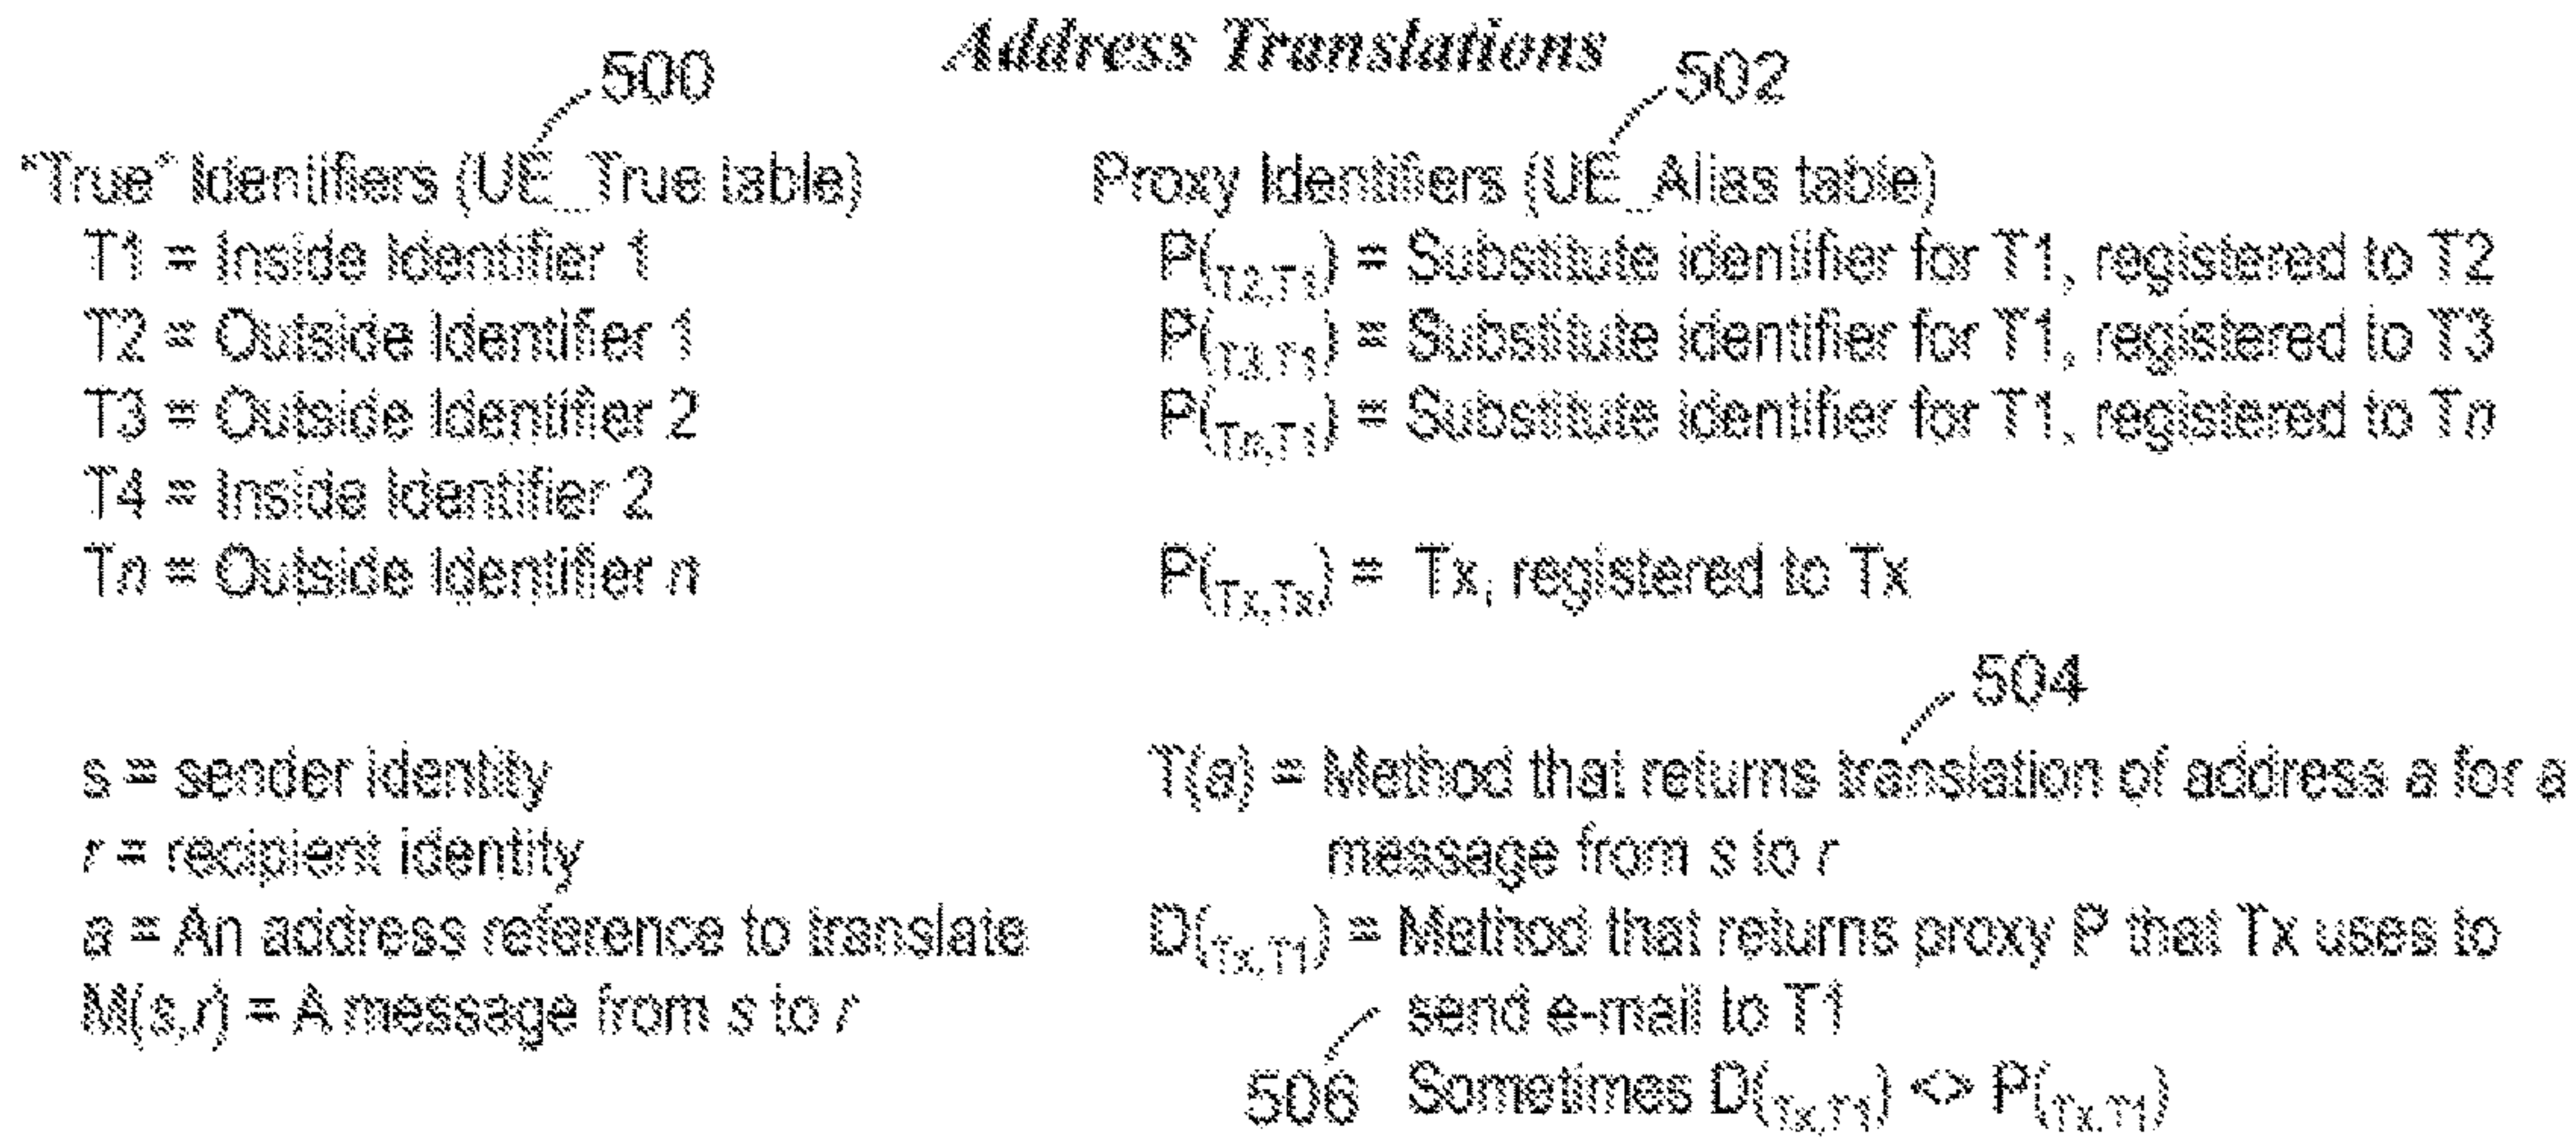 Address Translations
500
502
"True" Identifiers (UE_True table)
T1 = Inside Identifier 1
T2 = Outside Identifier 1
T3 = Outside Identifier 2
T4 = Inside Identifier 2
Tn = Outside Identifier n
Proxy Identifiers (UE_Alias table)
P(T2,T1) = Substitute identifier for T1, registered to T2
P(T3,T1) = Substitute identifier for T1, registered to T3
P(Tn,T1) = Substitute identifier for T1, registered to Tn
P(Tx,Tx) = Tx, registered to Tx
s = sender identity
r = recipient identity
a = An address reference to translate
M(s,r) = A message from s to r
504
T(a) = Method that returns translation of address a for a
message from s to r
D(Tx,T1) = Method that returns proxy P that Tx uses to
send e-mail to T1
506
Sometimes D(Tx,T1) <> P(Tx,T1)